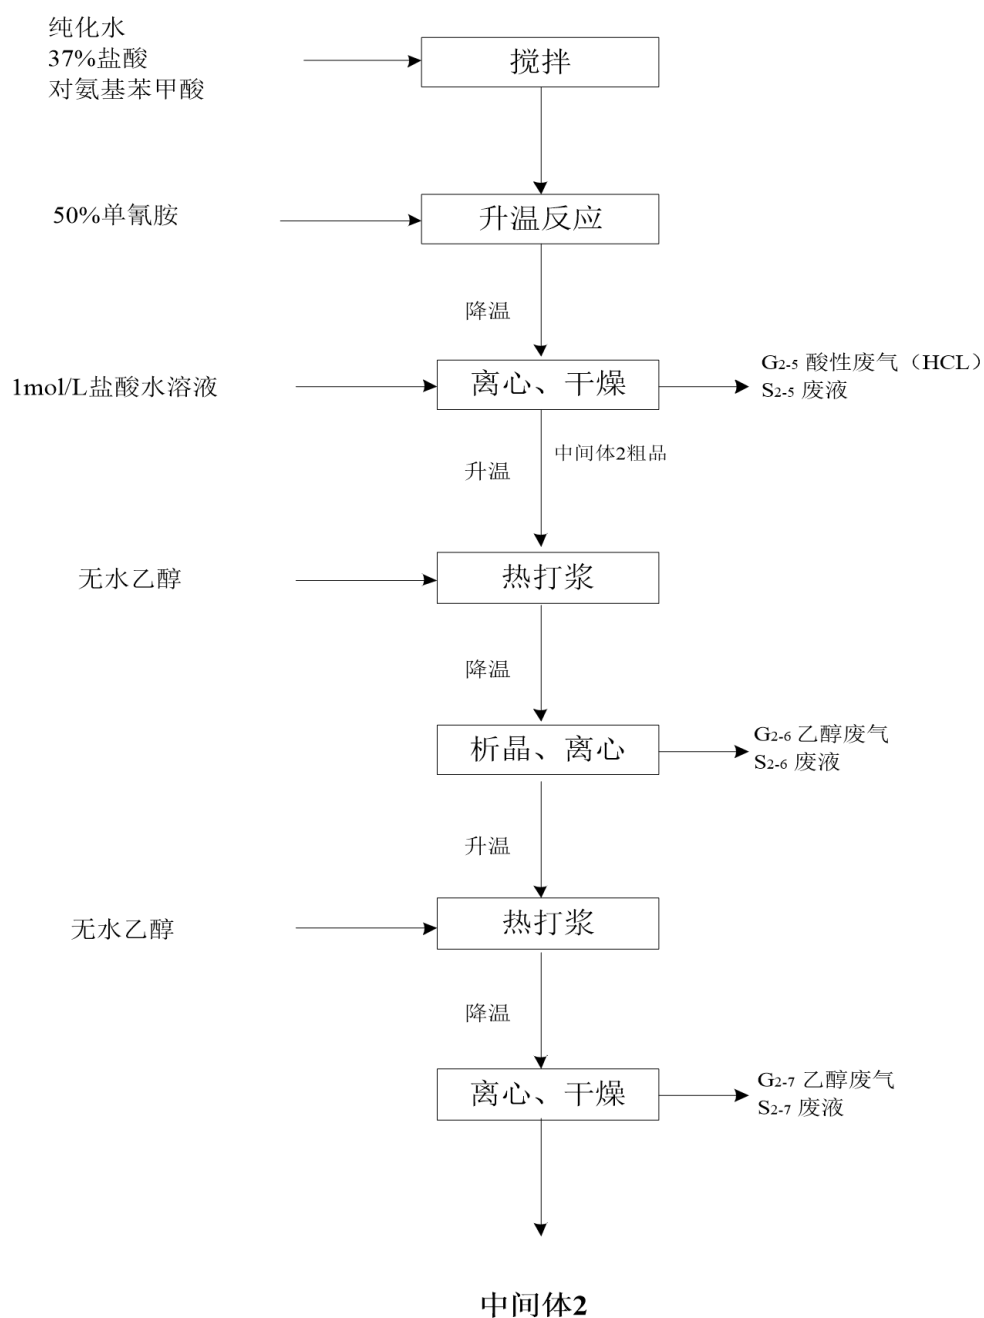 纯化水
37%盐酸
对氨基苯甲酸
搅拌
50%单氰胺
升温反应
降温
1mol/L盐酸水溶液
离心、干燥
G2-5 酸性废气（HCL）
S2-5 废液
升温
中间体2粗品
无水乙醇
热打浆
降温
析晶、离心
G2-6 乙醇废气
S2-6 废液
升温
无水乙醇
热打浆
降温
离心、干燥
G2-7 乙醇废气
S2-7 废液
中间体2